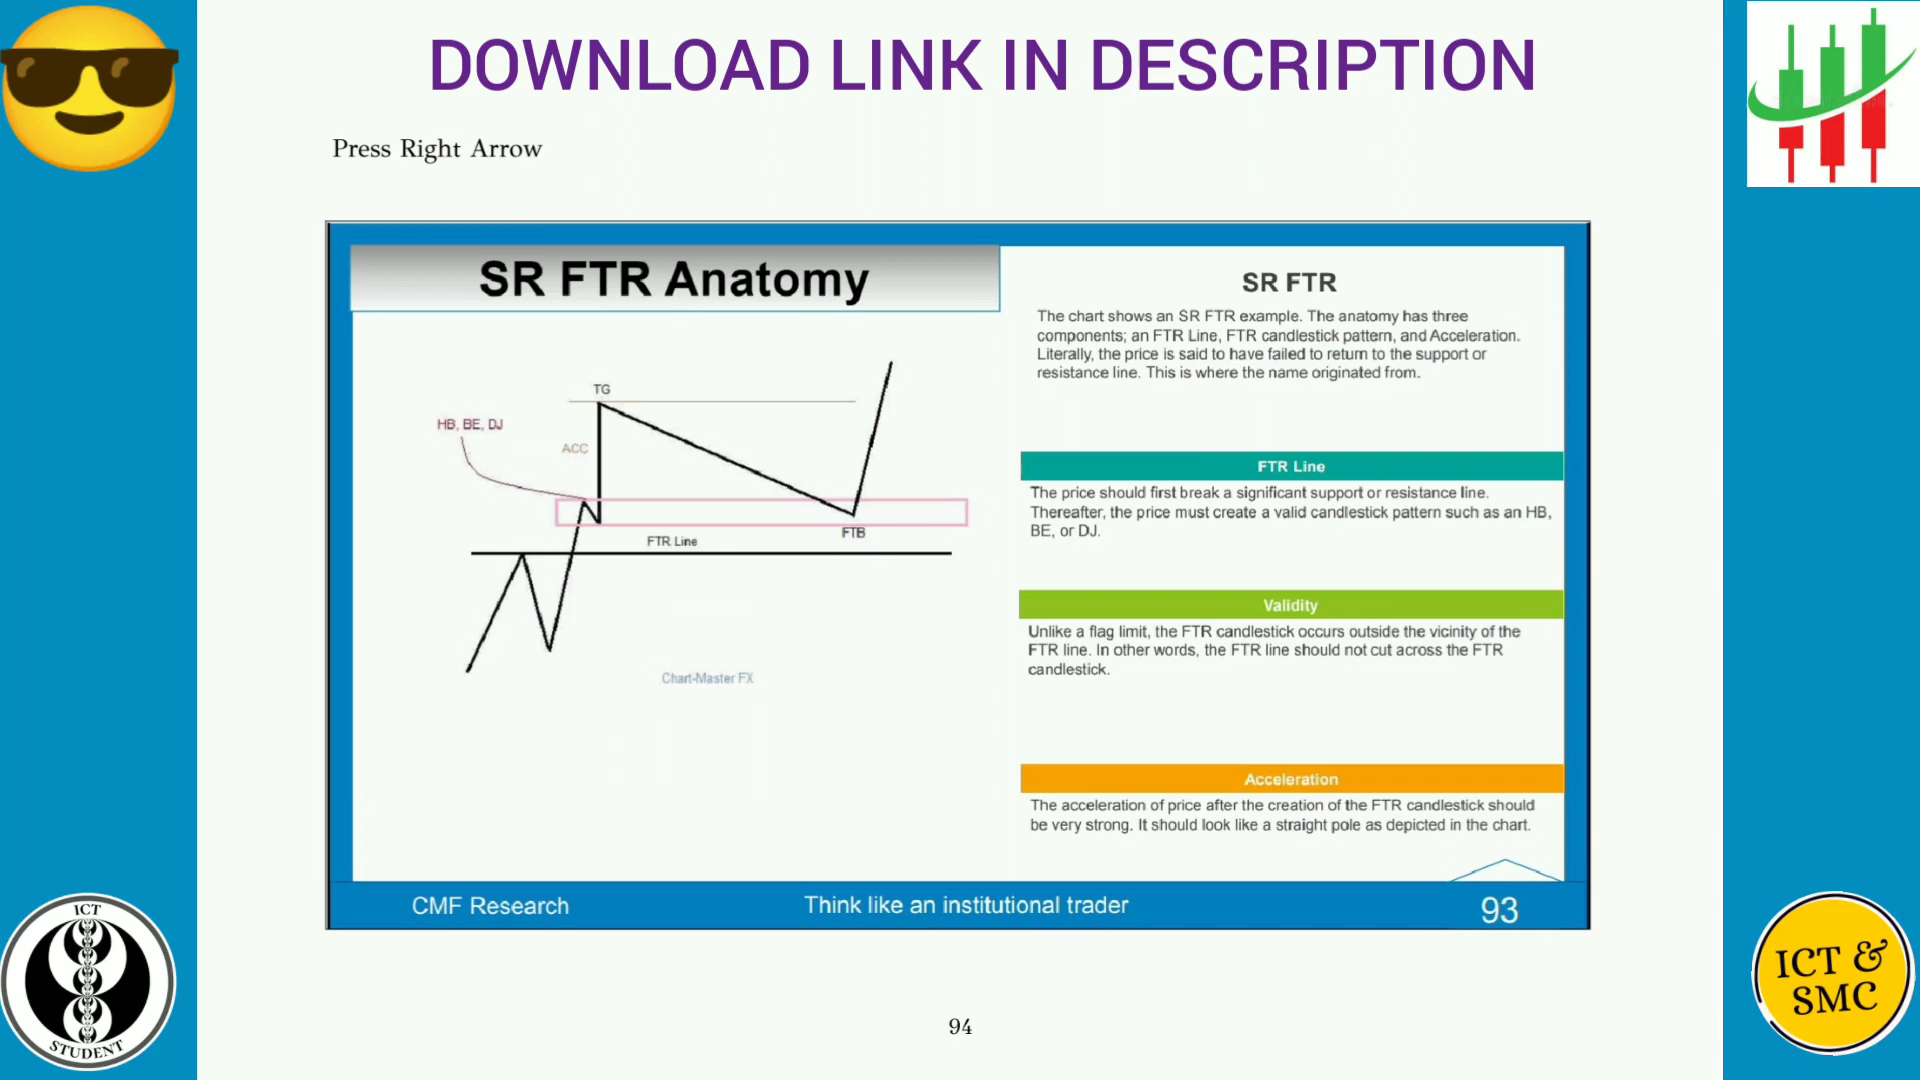 DOWNLOAD LINK IN DESCRIPTION
Press Right Arrow
SR FTR Anatomy
TG
HB, BE, DJ
ACC
FTR Line
FTB
Chart-Master FX
SR FTR
The chart shows an SR FTR example. The anatomy has three
components; an FTR Line, FTR candlestick pattern, and Acceleration.
Literally, the price is said to have failed to return to the support or
resistance line. This is where the name originated from.
FTR Line
The price should first break a significant support or resistance line.
Thereafter, the price must create a valid candlestick pattern such as an HB,
BE, or DJ.
Validity
Unlike a flag limit, the FTR candlestick occurs outside the vicinity of the
FTR line. In other words, the FTR line should not cut across the FTR
candlestick.
Acceleration
The acceleration of price after the creation of the FTR candlestick should
be very strong. It should look like a straight pole as depicted in the chart.
CMF Research
Think like an institutional trader
93
ICT
STUDENT
ICT &
SMC
94